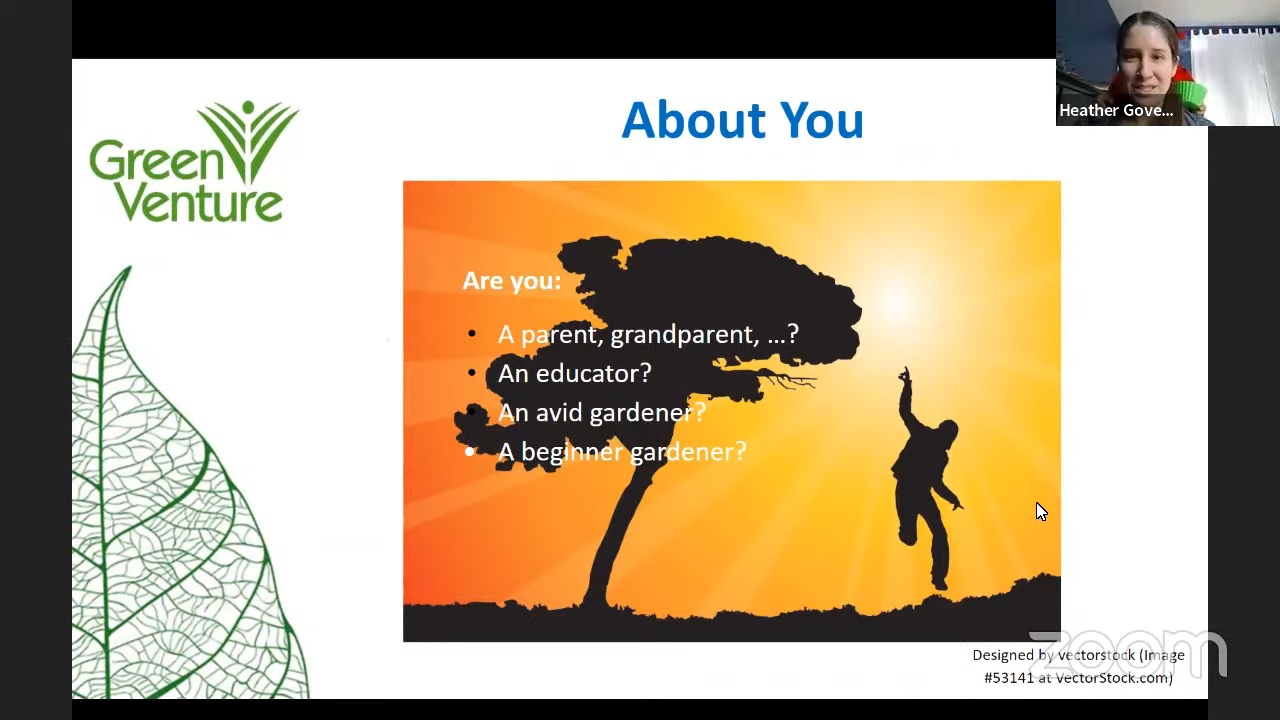 Green
Venture
About You
Heather Gove...
Are you:
• A parent, grandparent, ...?
• An educator?
• An avid gardener?
• A beginner gardener?
Designed by vectorstock (Image
#53141 at VectorStock.com)
zoom